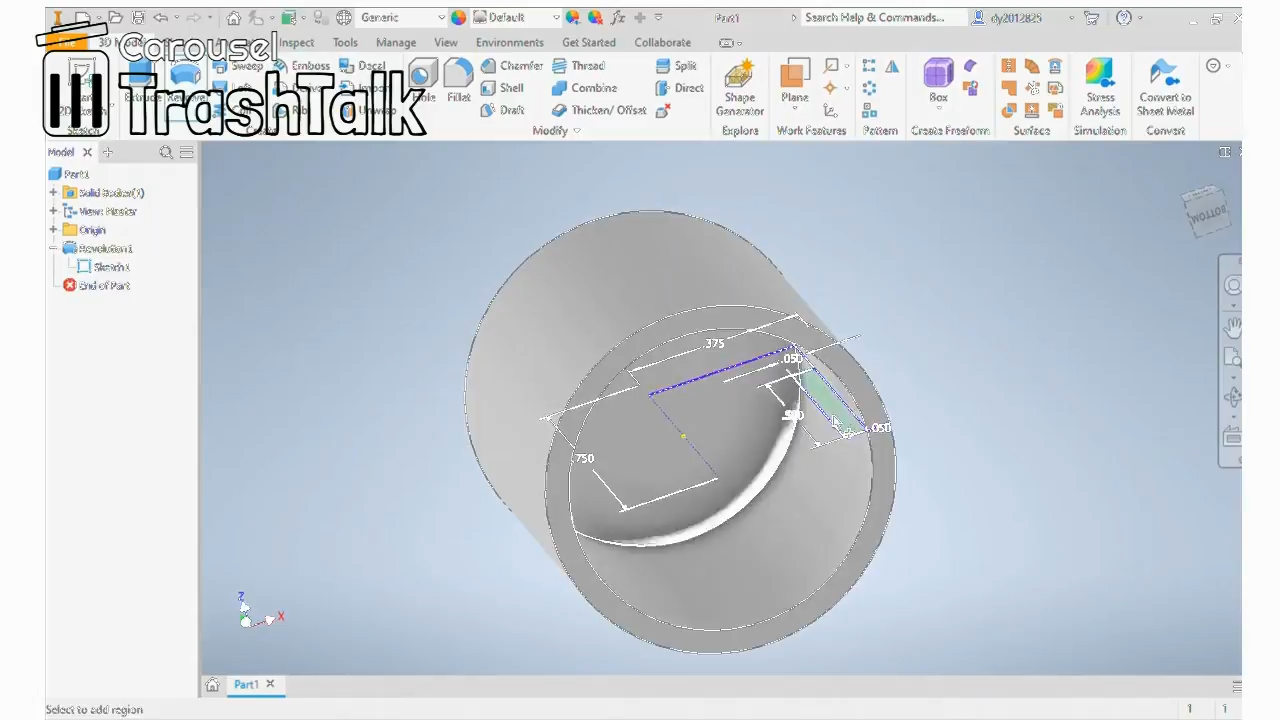 Generic
Default
Part1
Search Help & Commands...
dy2012825
Carousel
TrashTalk
Inspect
Tools
Manage
View
Environments
Get Started
Collaborate
Sweep
Emboss
Decal
Chamfer
Thread
Split
Hole
Fillet
Shell
Combine
Direct
Draft
Thicken/ Offset
Modify
Shape
Generator
Explore
Plane
Work Features
Pattern
Box
Create Freeform
Surface
Stress
Analysis
Simulation
Convert to
Sheet Metal
Convert
Model
Part1
Solid Bodies(1)
View: Master
Origin
Revolution1
Sketch1
End of Part
BOTTOM
.375
.050
.050
.750
Z
X
Part1
Select to add region
1
1